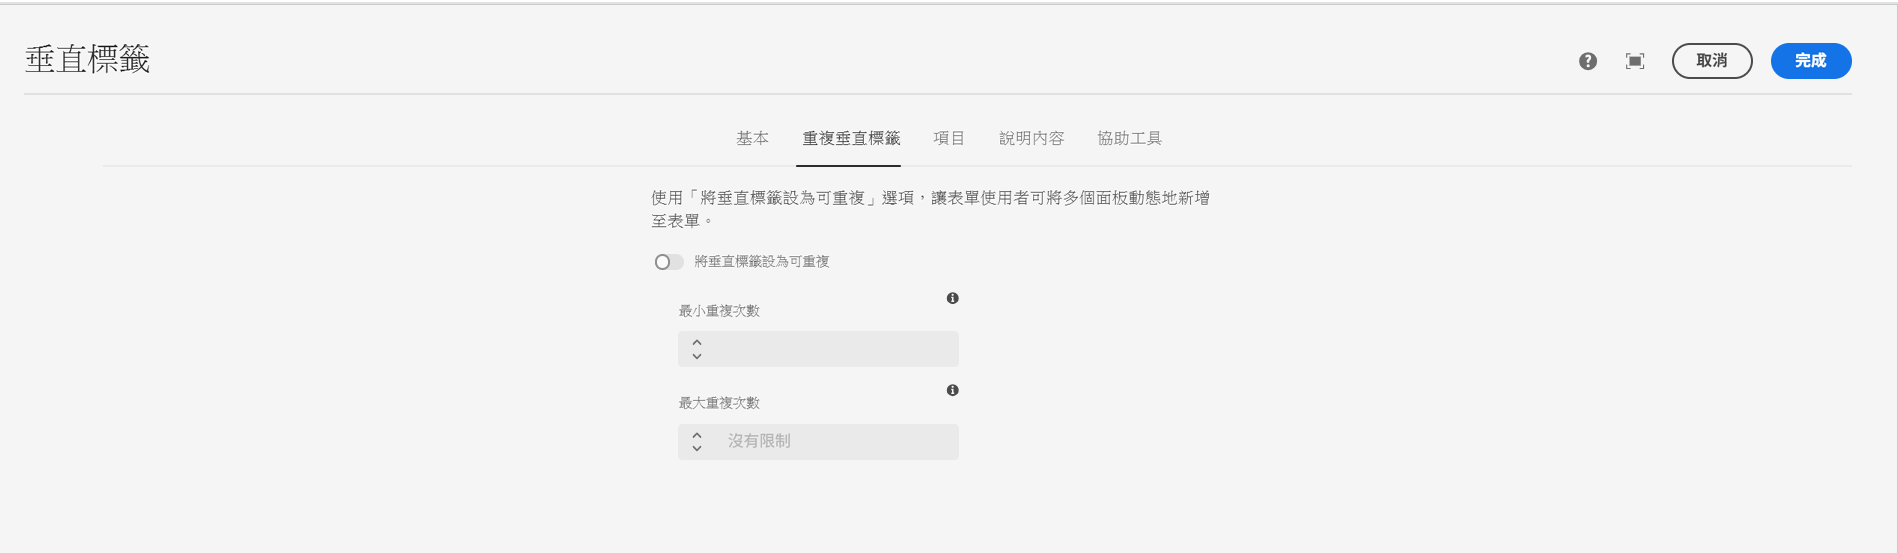 垂直標籤
取消
完成
基本
重複垂直標籤
項目
說明內容
協助工具
使用「將垂直標籤設為可重複」選項，讓表單使用者可將多個面板動態地新增
至表單。
將垂直標籤設為可重複
最小重複次數
最大重複次數
沒有限制